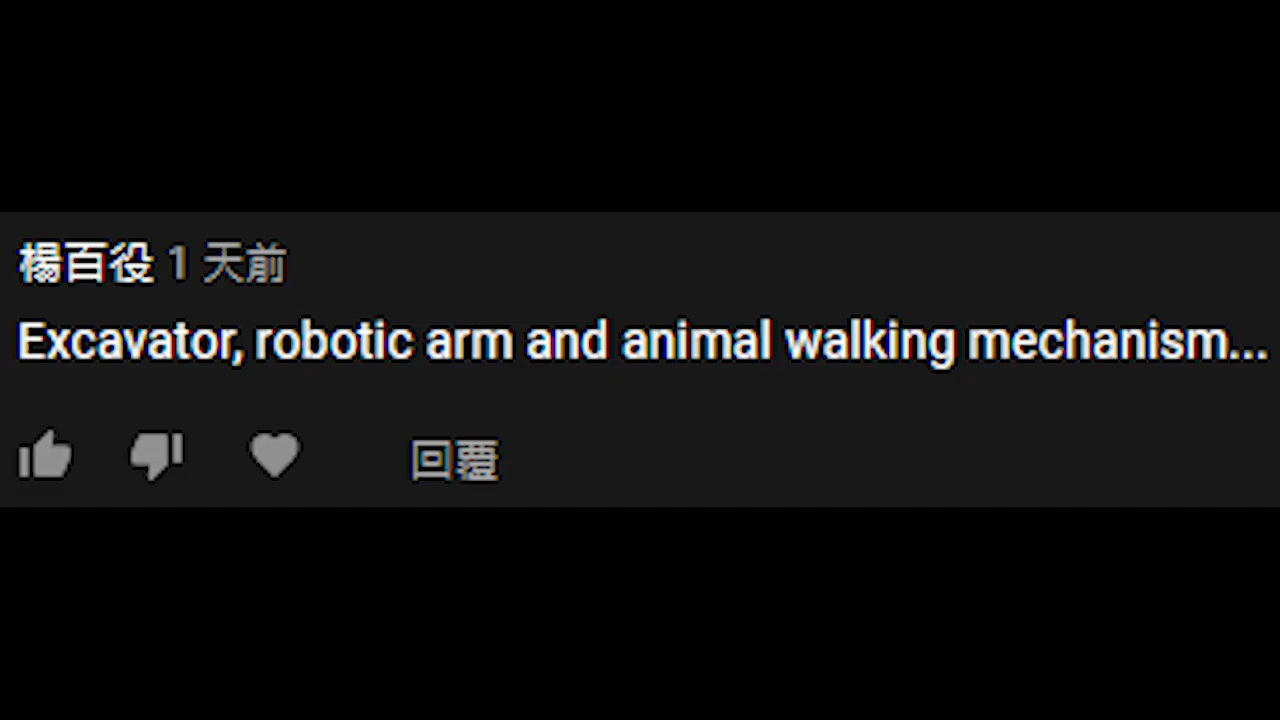 楊百役 1 天前
Excavator, robotic arm and animal walking mechanism...
回覆